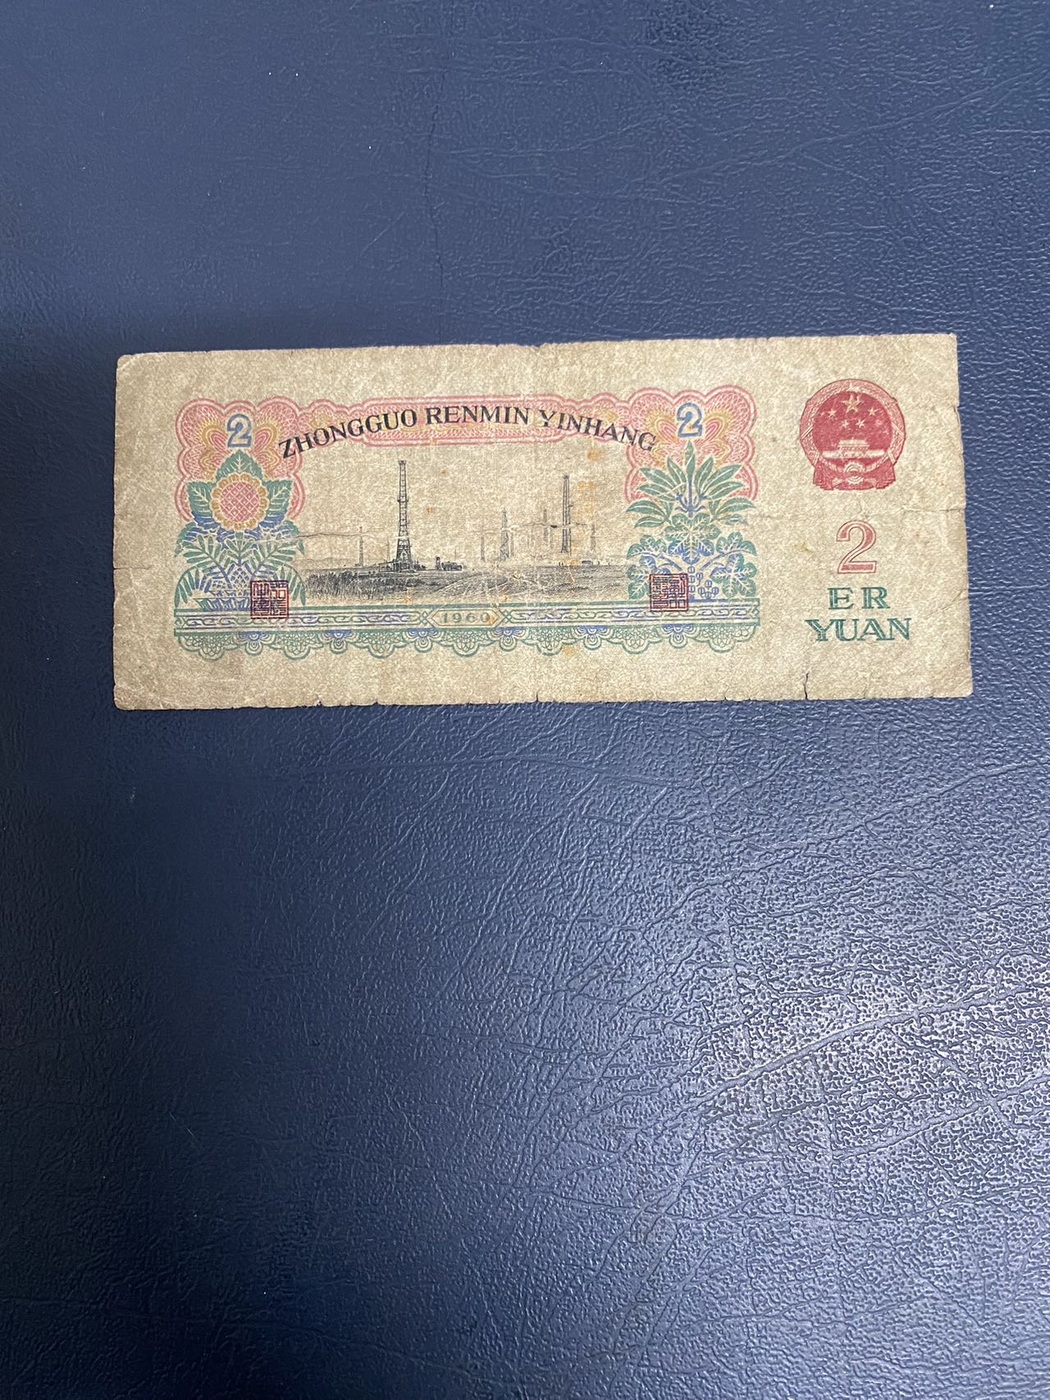 ZHONGGUO RENMIN YINHANG
2
2
2
ER
YUAN
1960